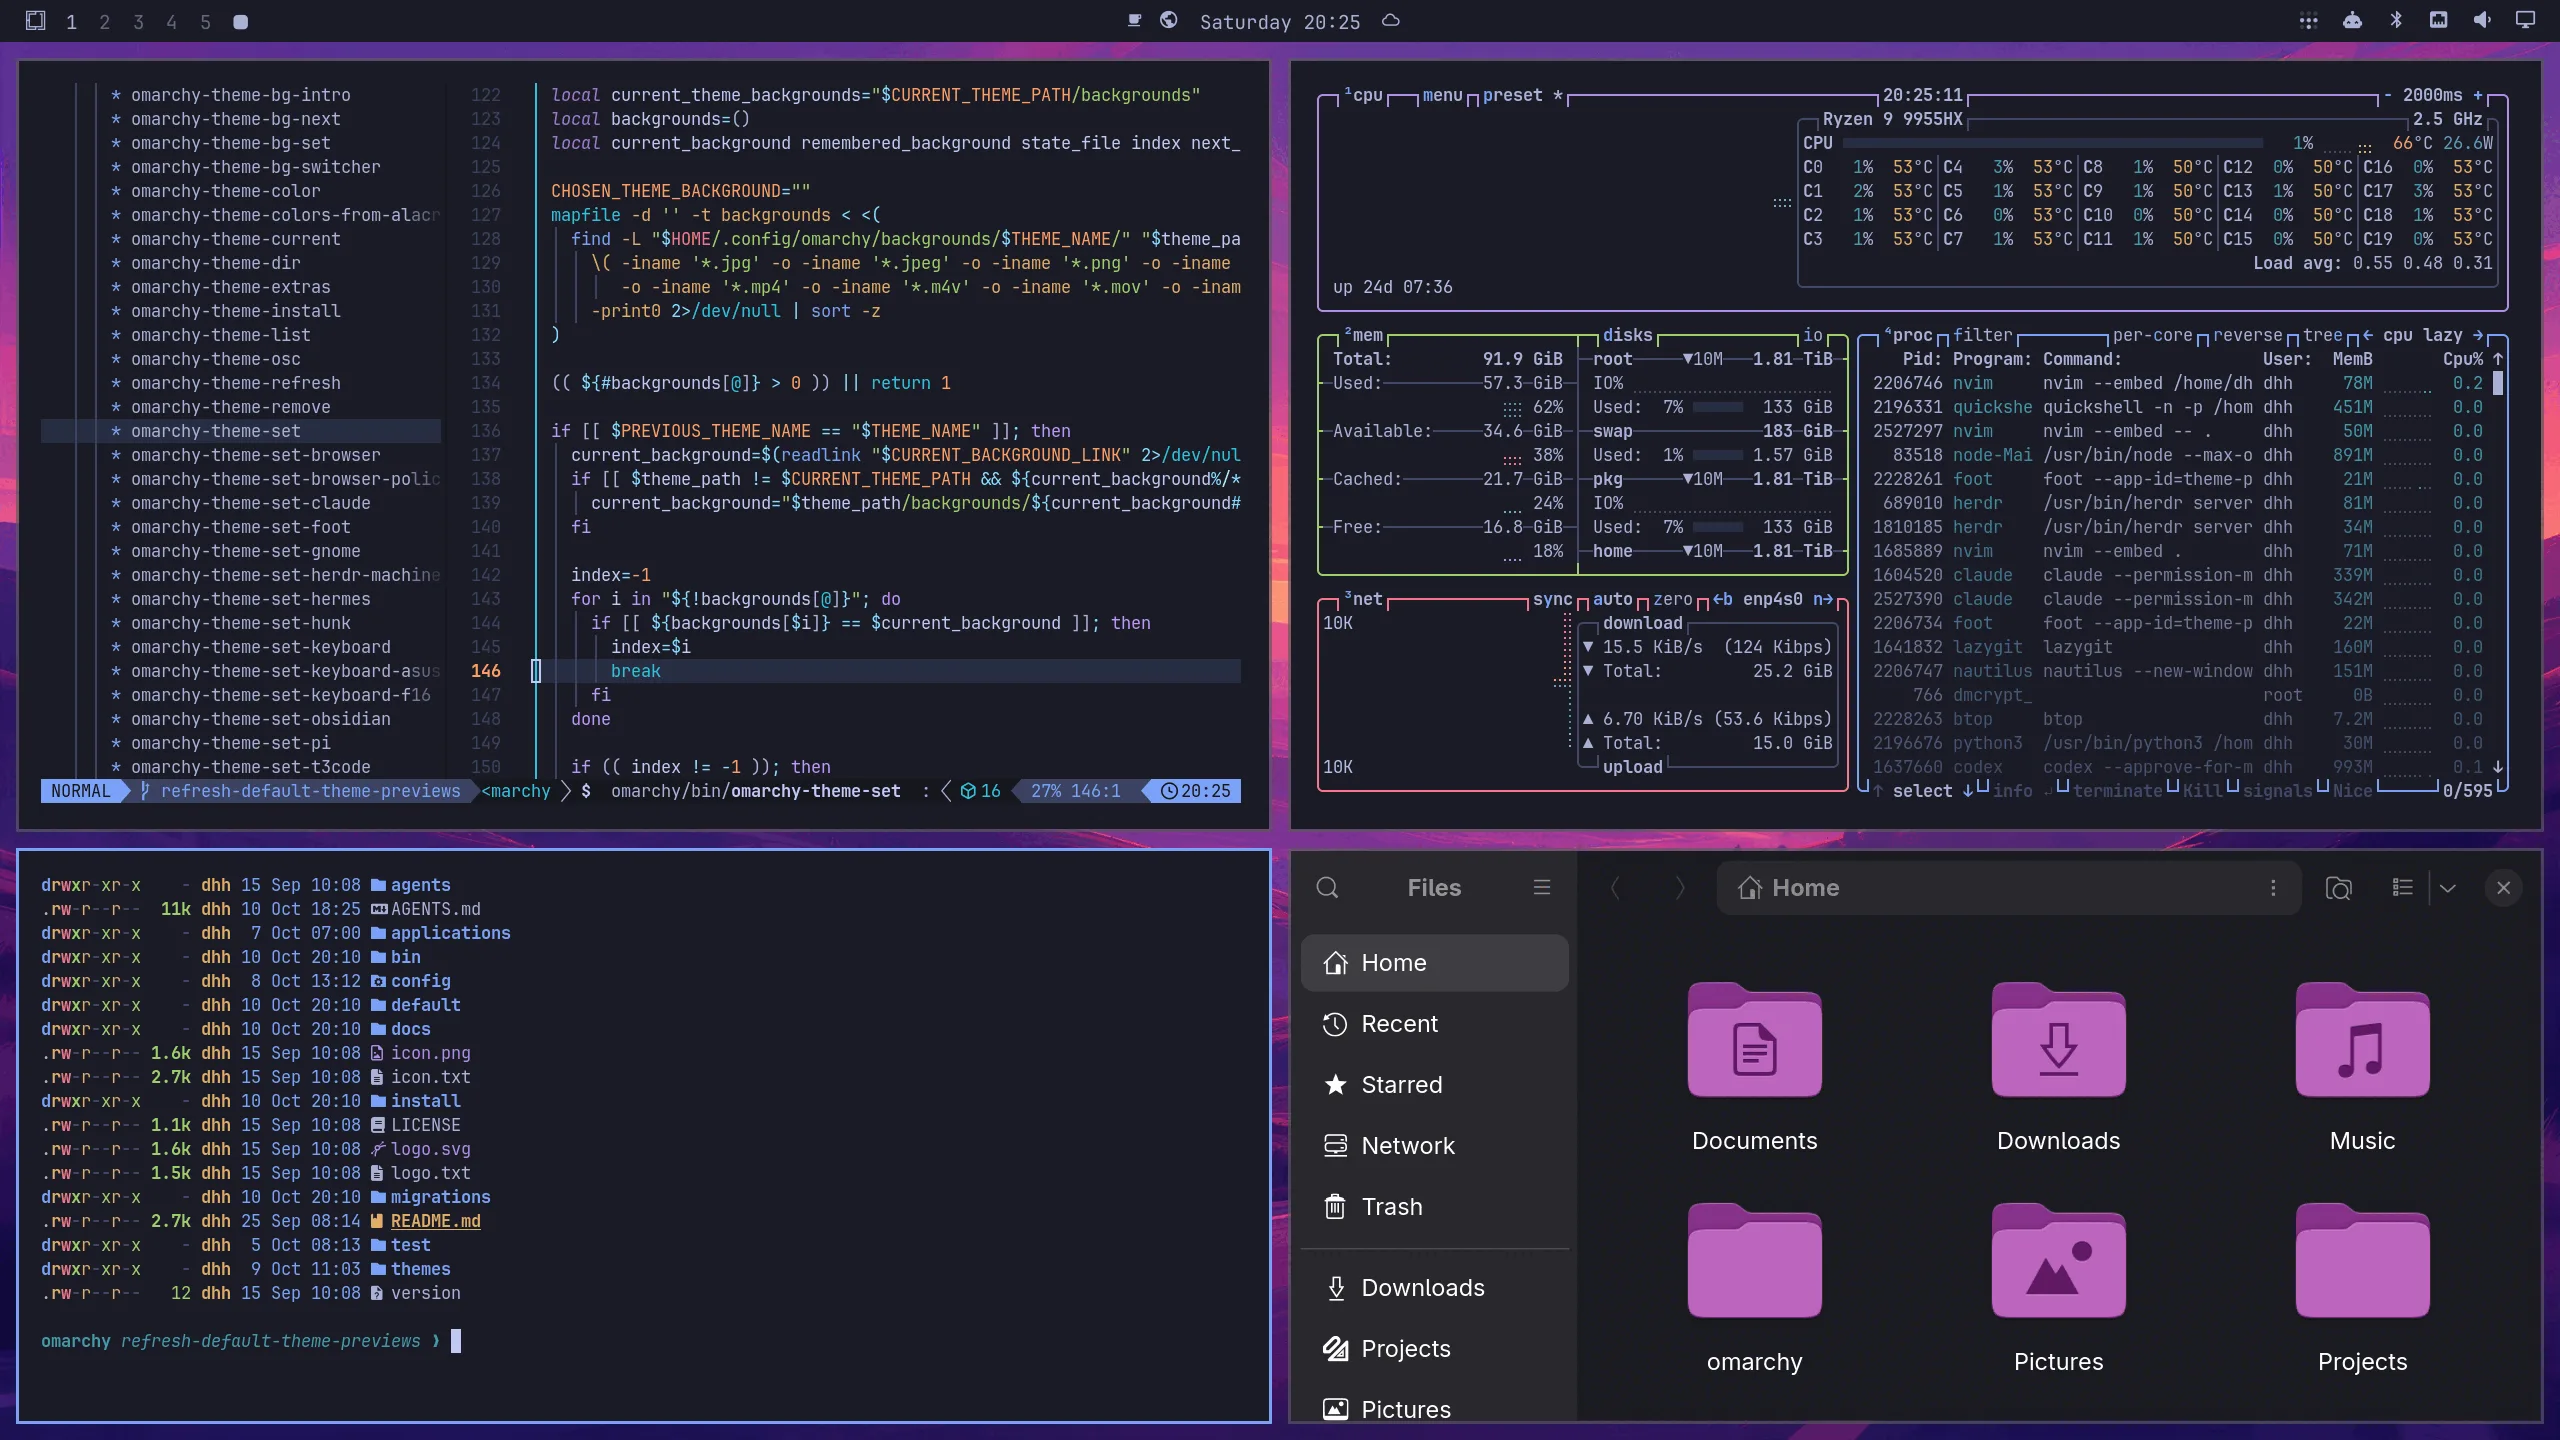 1 2 3 4 5
Saturday 20:25
* omarchy-theme-bg-intro
* omarchy-theme-bg-next
* omarchy-theme-bg-set
* omarchy-theme-bg-switcher
* omarchy-theme-color
* omarchy-theme-colors-from-alacr
* omarchy-theme-current
* omarchy-theme-dir
* omarchy-theme-extras
* omarchy-theme-install
* omarchy-theme-list
* omarchy-theme-osc
* omarchy-theme-refresh
* omarchy-theme-remove
* omarchy-theme-set
* omarchy-theme-set-browser
* omarchy-theme-set-browser-polic
* omarchy-theme-set-claude
* omarchy-theme-set-foot
* omarchy-theme-set-gnome
* omarchy-theme-set-herdr-machine
* omarchy-theme-set-hermes
* omarchy-theme-set-hunk
* omarchy-theme-set-keyboard
* omarchy-theme-set-keyboard-asus
* omarchy-theme-set-keyboard-f16
* omarchy-theme-set-obsidian
* omarchy-theme-set-pi
* omarchy-theme-set-t3code
122 local current_theme_backgrounds="$CURRENT_THEME_PATH/backgrounds"
123 local backgrounds=()
124 local current_background remembered_background state_file index next_
125
126 CHOSEN_THEME_BACKGROUND=""
127 mapfile -d '' -t backgrounds < <(
128 find -L "$HOME/.config/omarchy/backgrounds/$THEME_NAME/" "$theme_pa
129 \( -iname '*.jpg' -o -iname '*.jpeg' -o -iname '*.png' -o -iname
130 -o -iname '*.mp4' -o -iname '*.m4v' -o -iname '*.mov' -o -inam
131 -print0 2>/dev/null | sort -z
132 )
133
134 (( ${#backgrounds[@]} > 0 )) || return 1
135
136 if [[ $PREVIOUS_THEME_NAME == "$THEME_NAME" ]]; then
137 current_background=$(readlink "$CURRENT_BACKGROUND_LINK" 2>/dev/nul
138 if [[ $theme_path != $CURRENT_THEME_PATH && ${current_background%/*
139 current_background="$theme_path/backgrounds/${current_background#
140 fi
141
142 index=-1
143 for i in "${!backgrounds[@]}"; do
144 if [[ ${backgrounds[$i]} == $current_background ]]; then
145 index=$i
146 break
147 fi
148 done
149
150 if (( index != -1 )); then
NORMAL refresh-default-theme-previews <marchy $ omarchy/bin/omarchy-theme-set : 16 27% 146:1 20:25
¹cpu menu preset * 20:25:11 - 2000ms +
Ryzen 9 9955HX 2.5 GHz
CPU 1% 66°C 26.6W
C0 1% 53°C C4 3% 53°C C8 1% 50°C C12 0% 50°C C16 0% 53°C
C1 2% 53°C C5 1% 53°C C9 1% 50°C C13 1% 50°C C17 3% 53°C
C2 1% 53°C C6 0% 53°C C10 0% 50°C C14 0% 50°C C18 1% 53°C
C3 1% 53°C C7 1% 53°C C11 1% 50°C C15 0% 50°C C19 0% 53°C
Load avg: 0.55 0.48 0.31
up 24d 07:36
²mem
Total: 91.9 GiB
Used: 57.3 GiB
62%
Available: 34.6 GiB
38%
Cached: 21.7 GiB
24%
Free: 16.8 GiB
18%
disks io
root ▼10M 1.81 TiB
IO%
Used: 7% 133 GiB
swap 183 GiB
Used: 1% 1.57 GiB
pkg ▼10M 1.81 TiB
IO%
Used: 7% 133 GiB
home ▼10M 1.81 TiB
³net sync auto zero ←b enp4s0 n→
10K
download
▼ 15.5 KiB/s (124 Kibps)
▼ Total: 25.2 GiB
▲ 6.70 KiB/s (53.6 Kibps)
▲ Total: 15.0 GiB
10K
upload
⁴proc filter per-core reverse tree ← cpu lazy →
Pid: Program: Command: User: MemB Cpu% ↑
2206746 nvim nvim --embed /home/dh dhh 78M 0.2
2196331 quickshe quickshell -n -p /hom dhh 451M 0.0
2527297 nvim nvim --embed -- . dhh 50M 0.0
83518 node-Mai /usr/bin/node --max-o dhh 891M 0.0
2228261 foot foot --app-id=theme-p dhh 21M 0.0
689010 herdr /usr/bin/herdr server dhh 81M 0.0
1810185 herdr /usr/bin/herdr server dhh 34M 0.0
1685889 nvim nvim --embed . dhh 71M 0.0
1604520 claude claude --permission-m dhh 339M 0.0
2527390 claude claude --permission-m dhh 342M 0.0
2206734 foot foot --app-id=theme-p dhh 22M 0.0
1641832 lazygit lazygit dhh 160M 0.0
2206747 nautilus nautilus --new-window dhh 151M 0.0
766 dmcrypt_ root 0B 0.0
2228263 btop btop dhh 7.2M 0.0
2196676 python3 /usr/bin/python3 /hom dhh 30M 0.0
1637660 codex codex --approve-for-m dhh 993M 0.1 ↓
↑ select ↓ info ↵ terminate Kill signals Nice 0/595
drwxr-xr-x - dhh 15 Sep 10:08 agents
.rw-r--r-- 11k dhh 10 Oct 18:25 AGENTS.md
drwxr-xr-x - dhh 7 Oct 07:00 applications
drwxr-xr-x - dhh 10 Oct 20:10 bin
drwxr-xr-x - dhh 8 Oct 13:12 config
drwxr-xr-x - dhh 10 Oct 20:10 default
drwxr-xr-x - dhh 10 Oct 20:10 docs
.rw-r--r-- 1.6k dhh 15 Sep 10:08 icon.png
.rw-r--r-- 2.7k dhh 15 Sep 10:08 icon.txt
drwxr-xr-x - dhh 10 Oct 20:10 install
.rw-r--r-- 1.1k dhh 15 Sep 10:08 LICENSE
.rw-r--r-- 1.6k dhh 15 Sep 10:08 logo.svg
.rw-r--r-- 1.5k dhh 15 Sep 10:08 logo.txt
drwxr-xr-x - dhh 10 Oct 20:10 migrations
.rw-r--r-- 2.7k dhh 25 Sep 08:14 README.md
drwxr-xr-x - dhh 5 Oct 08:13 test
drwxr-xr-x - dhh 9 Oct 11:03 themes
.rw-r--r-- 12 dhh 15 Sep 10:08 version
omarchy refresh-default-theme-previews ❯
Files
Home
Home
Recent
Starred
Network
Trash
Downloads
Projects
Pictures
Documents Downloads Music
omarchy Pictures Projects